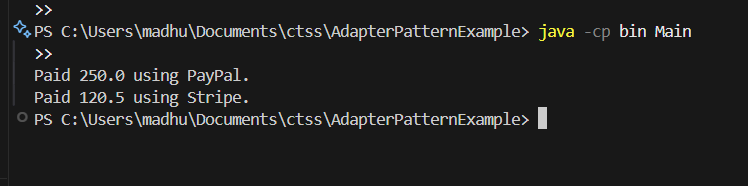 >>
PS C:\Users\madhu\Documents\ctss\AdapterPatternExample> java -cp bin Main
>>
Paid 250.0 using PayPal.
Paid 120.5 using Stripe.
PS C:\Users\madhu\Documents\ctss\AdapterPatternExample>